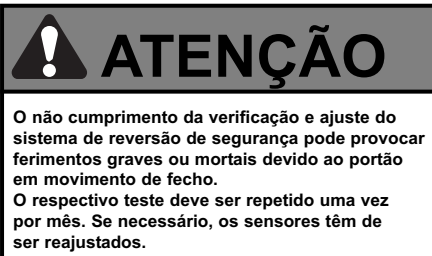 ATENÇÃO
O não cumprimento da verificação e ajuste do
sistema de reversão de segurança pode provocar
ferimentos graves ou mortais devido ao portão
em movimento de fecho.
O respectivo teste deve ser repetido uma vez
por mês. Se necessário, os sensores têm de
ser reajustados.